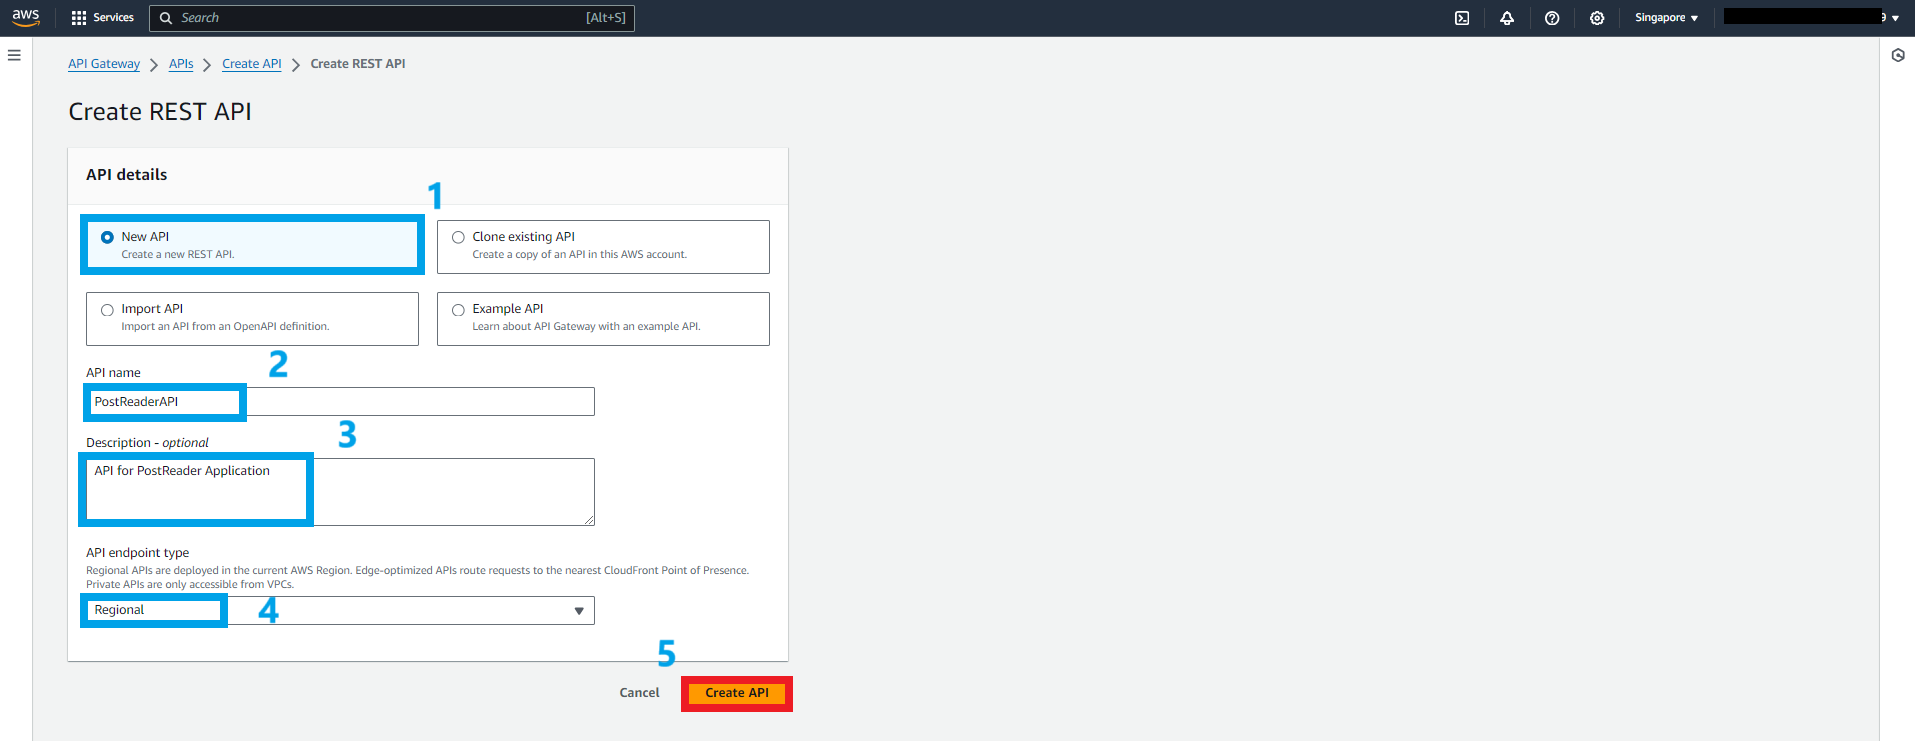 aws Services Search [Alt+S] Singapore 9
API Gateway > APIs > Create API > Create REST API
Create REST API
API details
1
New API
Create a new REST API.
Clone existing API
Create a copy of an API in this AWS account.
Import API
Import an API from an OpenAPI definition.
Example API
Learn about API Gateway with an example API.
2
API name
PostReaderAPI
3
Description - optional
API for PostReader Application
API endpoint type
Regional APIs are deployed in the current AWS Region. Edge-optimized APIs route requests to the nearest CloudFront Point of Presence.
Private APIs are only accessible from VPCs.
Regional
4
5
Cancel Create API